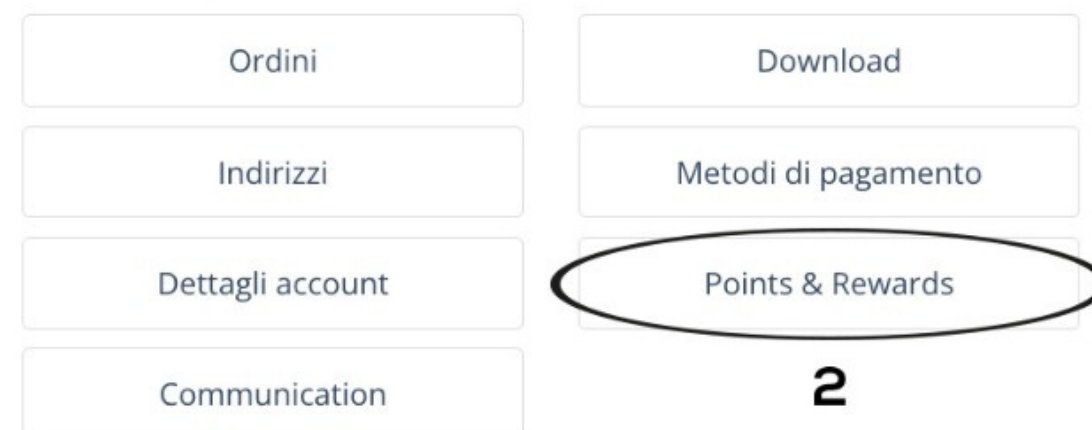 Ordini
Download
Indirizzi
Metodi di pagamento
Dettagli account
Points & Rewards
Communication
2